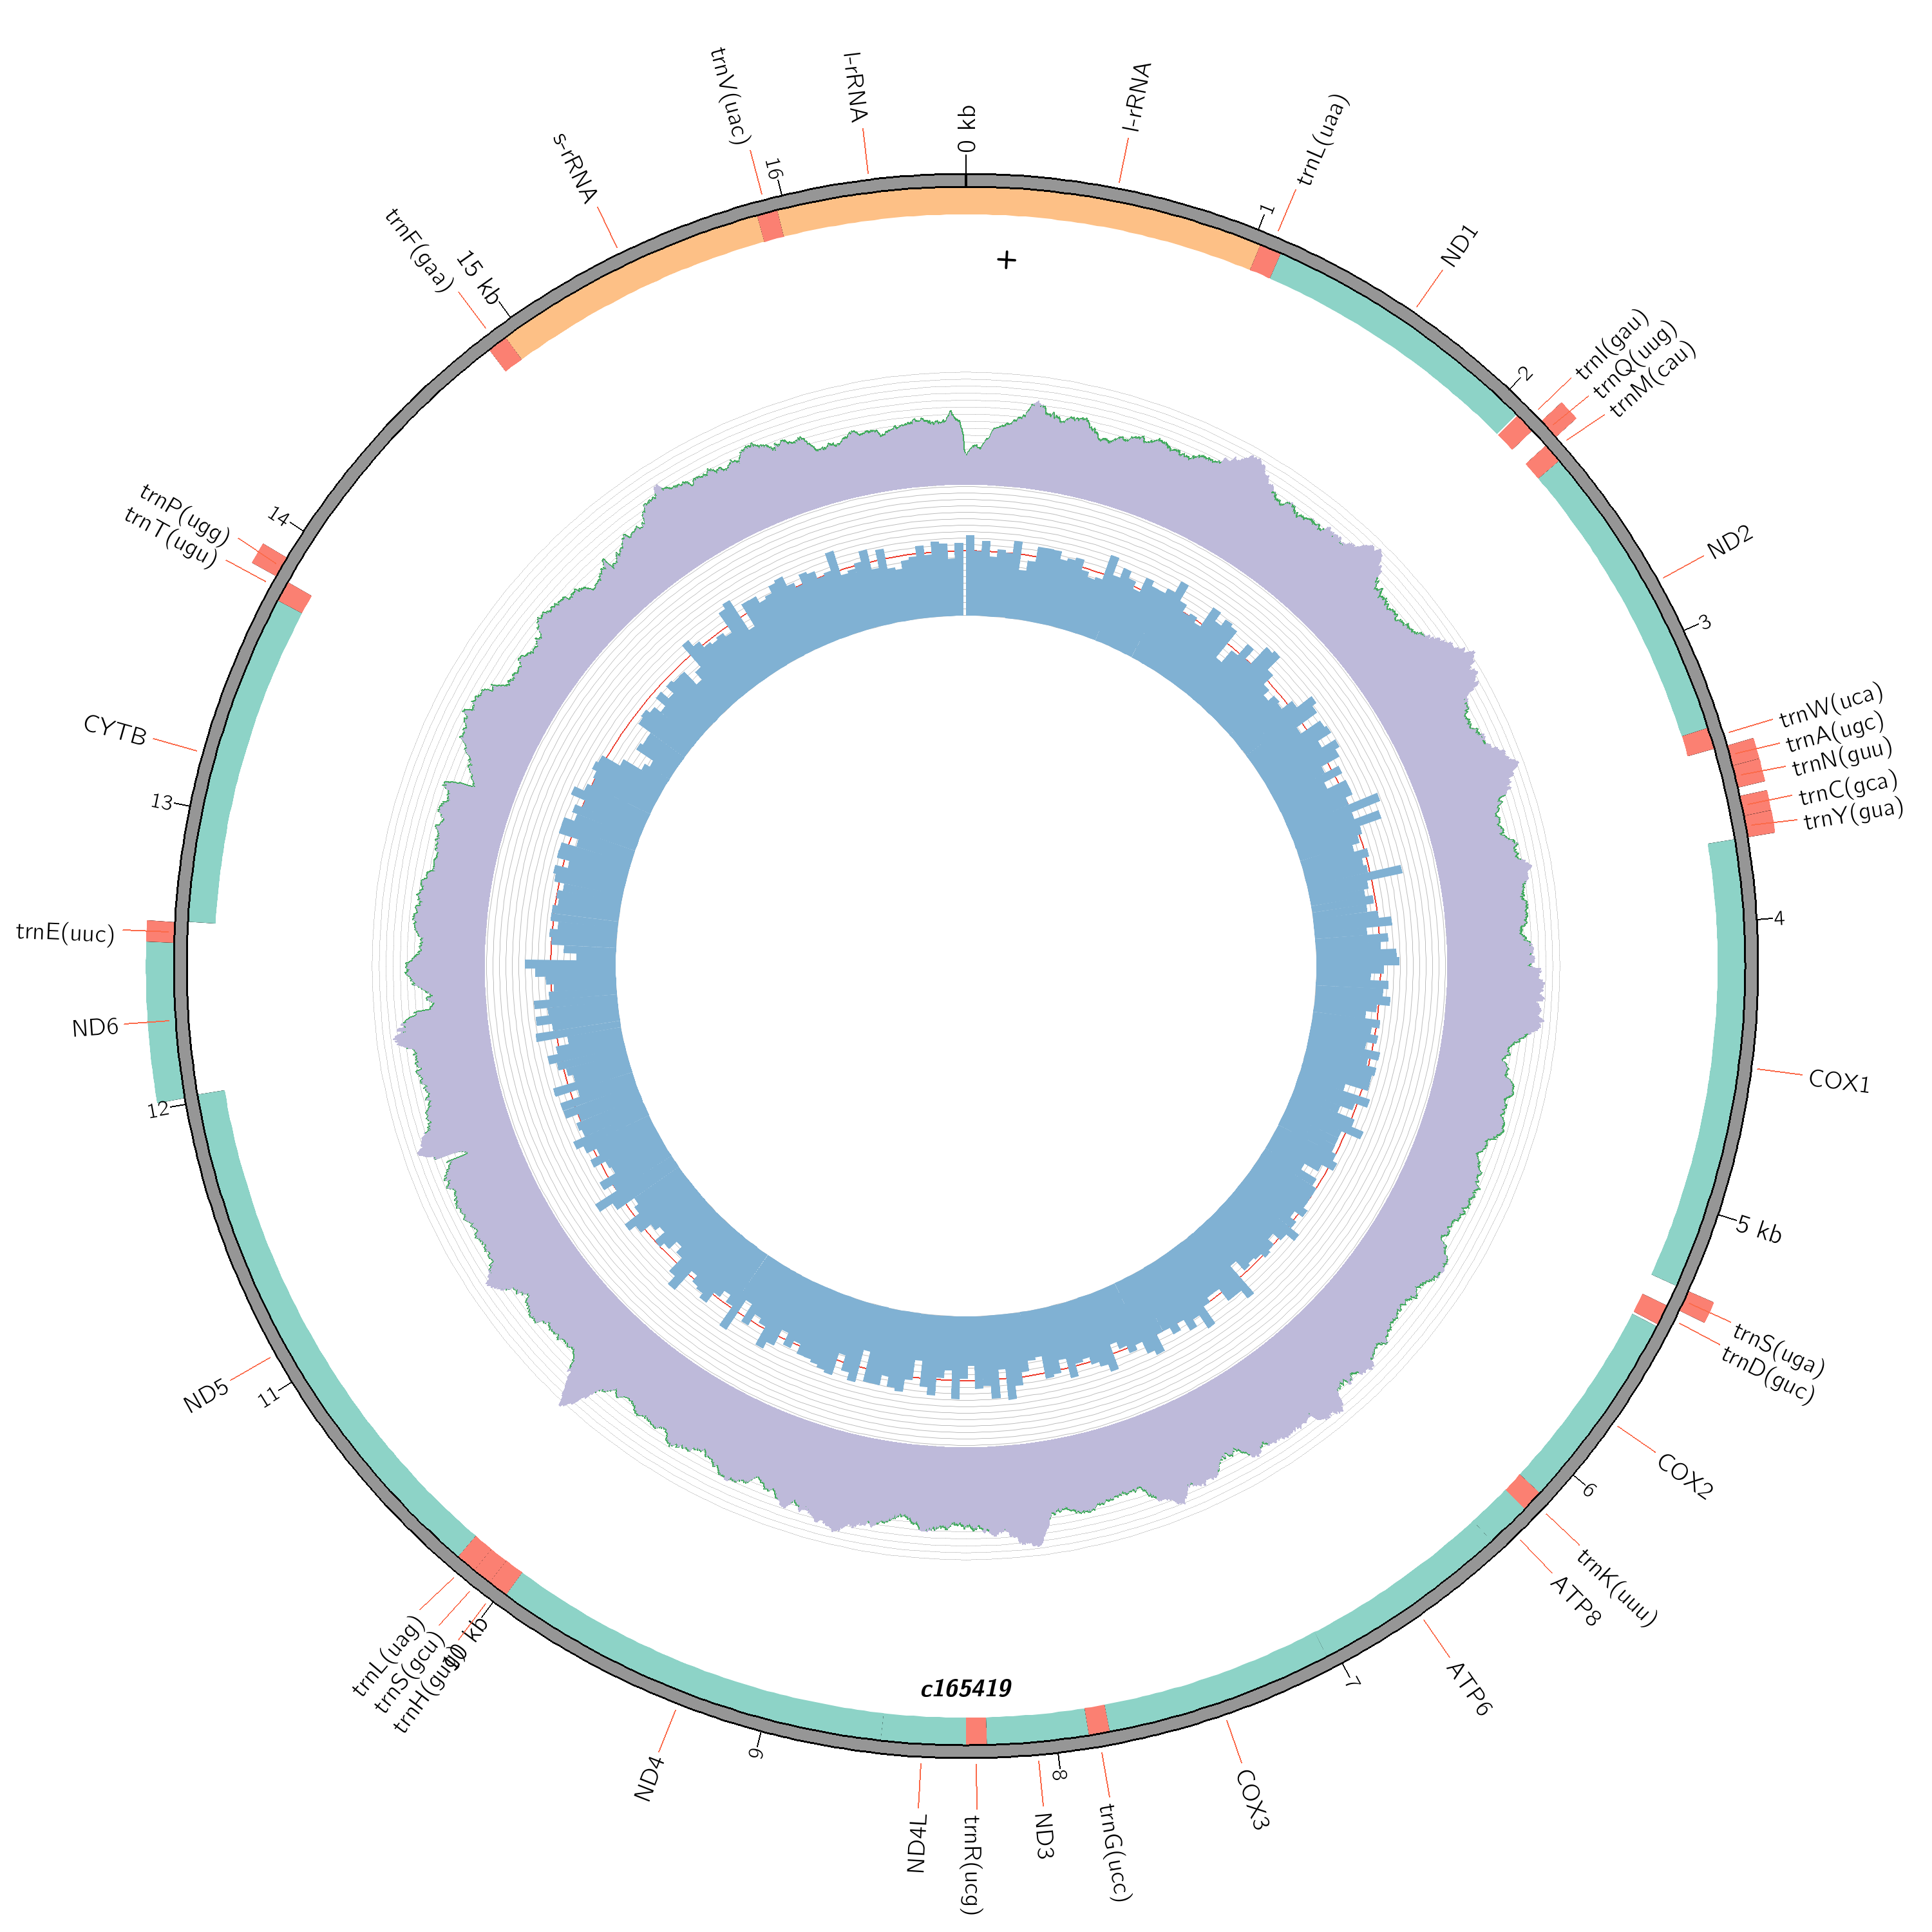 0 kb
l-rRNA
trnL(uaa)
1
ND1
2
trnI(gau)
trnQ(uug)
trnM(cau)
ND2
3
trnW(uca)
trnA(ugc)
trnN(guu)
trnC(gca)
trnY(gua)
4
COX1
5 kb
trnS(uga)
trnD(guc)
COX2
6
trnK(uuu)
ATP8
ATP6
7
COX3
trnG(ucc)
8
ND3
trnR(ucg)
ND4L
9
ND4
10 kb
trnH(gug)
trnS(gcu)
trnL(uag)
11
ND5
12
ND6
trnE(uuc)
13
CYTB
trnT(ugu)
trnP(ugg)
14
trnF(gaa)
15 kb
s-rRNA
trnV(uac)
16
l-rRNA
+
c165419